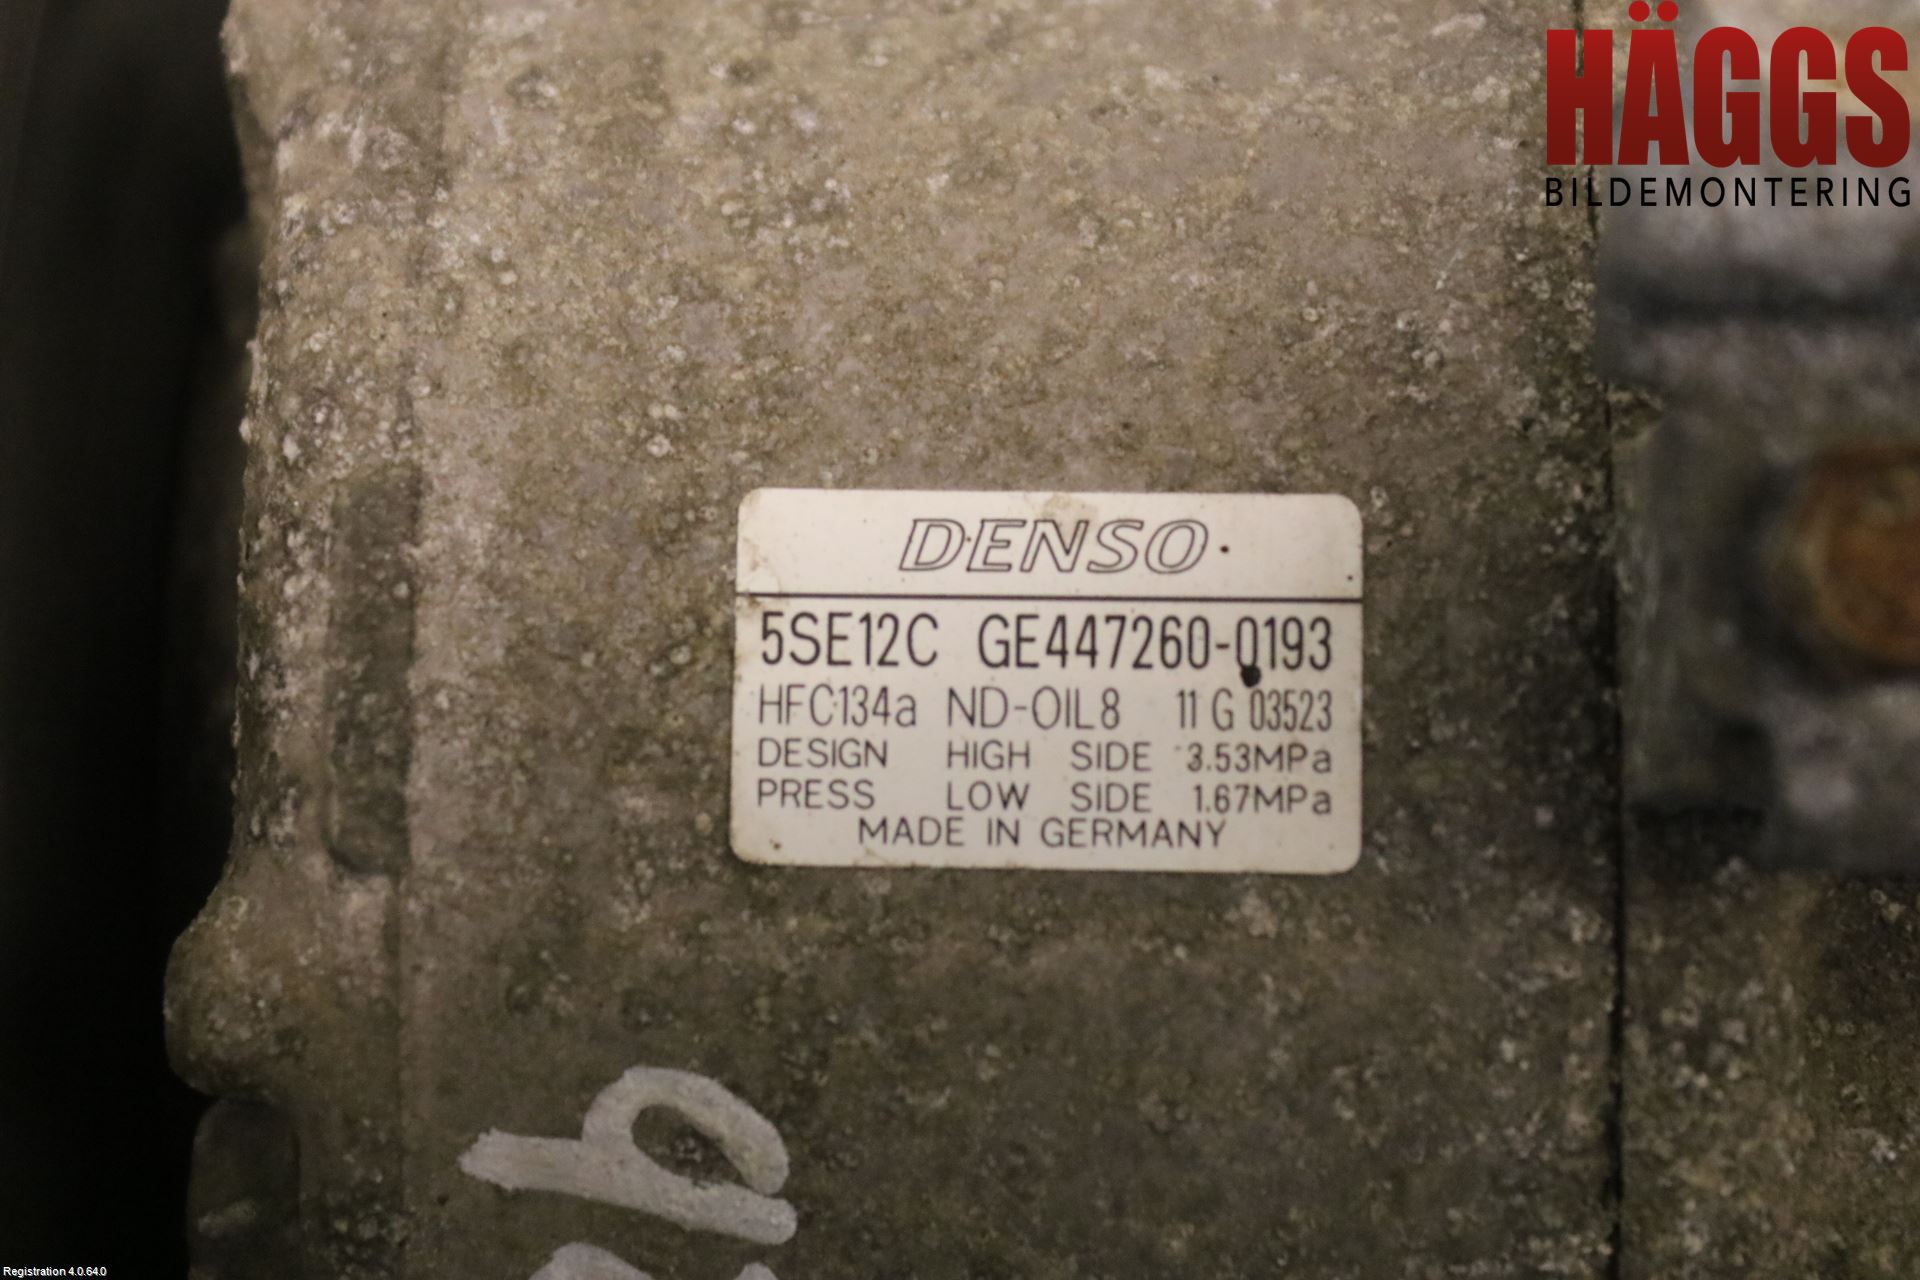 HÄGGS
BILDEMONTERING
DENSO
5SE12C GE447260-0193
HFC134a ND-OIL8 11 G 03523
DESIGN HIGH SIDE 3.53MPa
PRESS LOW SIDE 1.67MPa
MADE IN GERMANY
Registration 4.0.64.0